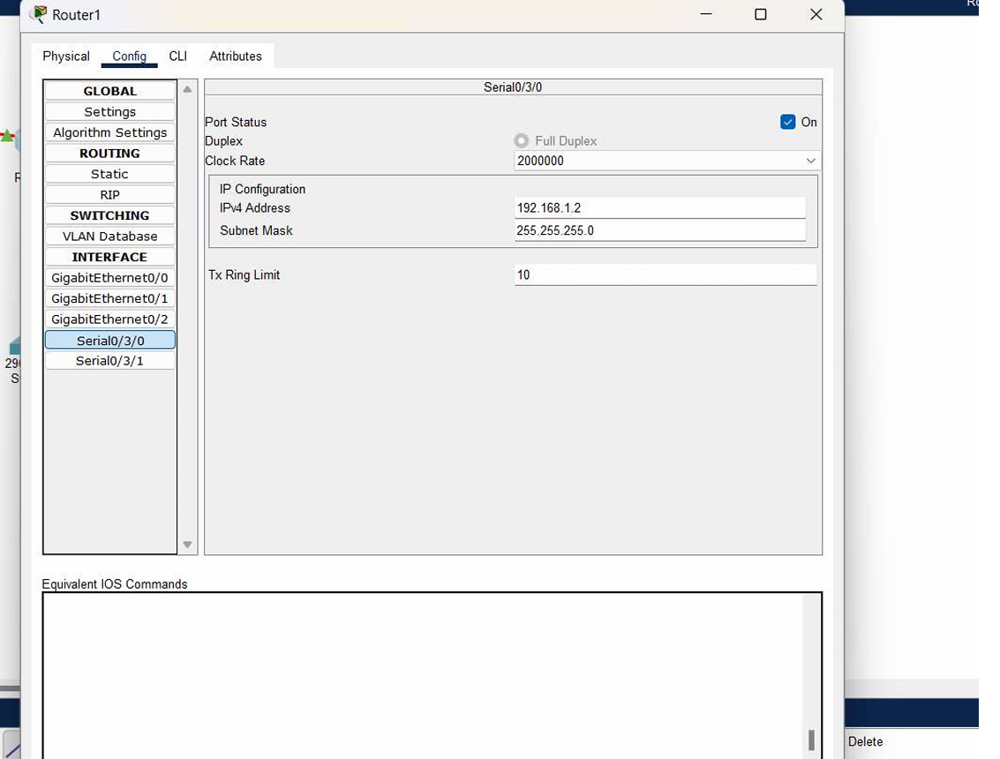 Router1
Physical Config CLI Attributes
GLOBAL
Settings
Algorithm Settings
ROUTING
Static
RIP
SWITCHING
VLAN Database
INTERFACE
GigabitEthernet0/0
GigabitEthernet0/1
GigabitEthernet0/2
Serial0/3/0
Serial0/3/1
Serial0/3/0
Port Status On
Duplex Full Duplex
Clock Rate 2000000
IP Configuration
IPv4 Address 192.168.1.2
Subnet Mask 255.255.255.0
Tx Ring Limit 10
Equivalent IOS Commands
Delete